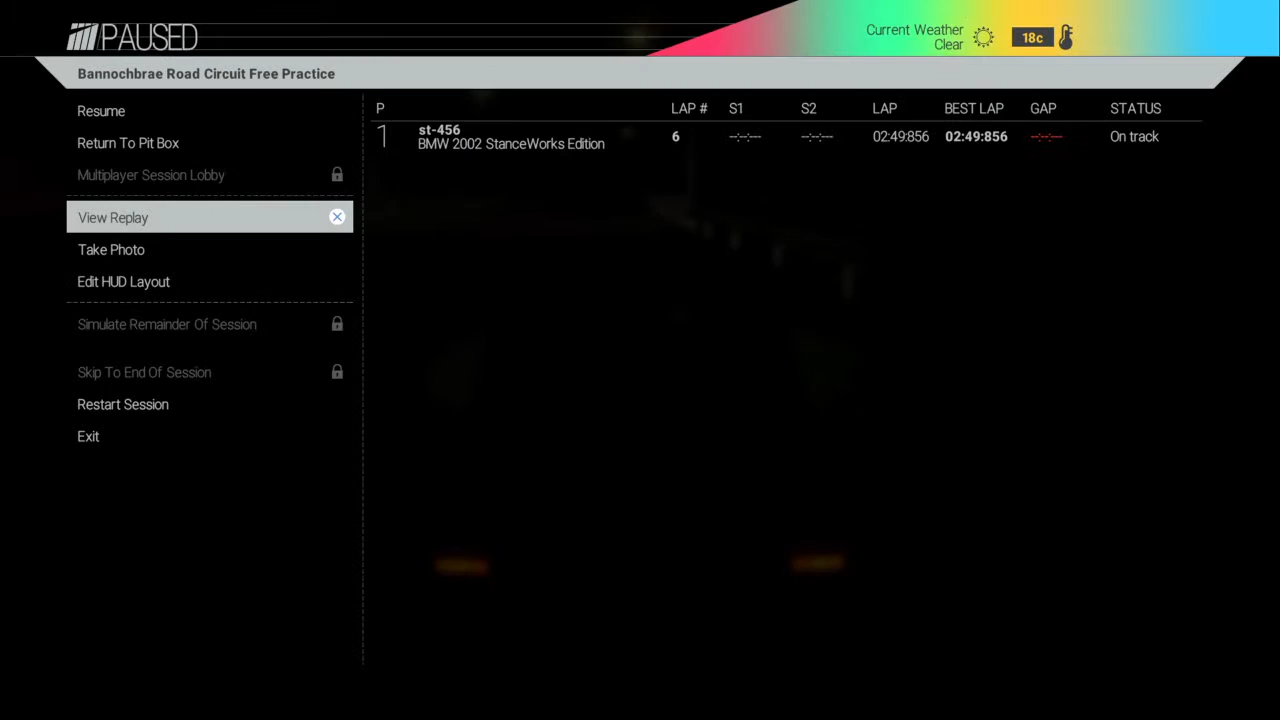 PAUSED
Current Weather
Clear
18c
Bannochbrae Road Circuit Free Practice
Resume
Return To Pit Box
Multiplayer Session Lobby
View Replay
Take Photo
Edit HUD Layout
Simulate Remainder Of Session
Skip To End Of Session
Restart Session
Exit
P LAP # S1 S2 LAP BEST LAP GAP STATUS
1 st-456 6 --:--:--- --:--:--- 02:49:856 02:49:856 --:--:--- On track
BMW 2002 StanceWorks Edition